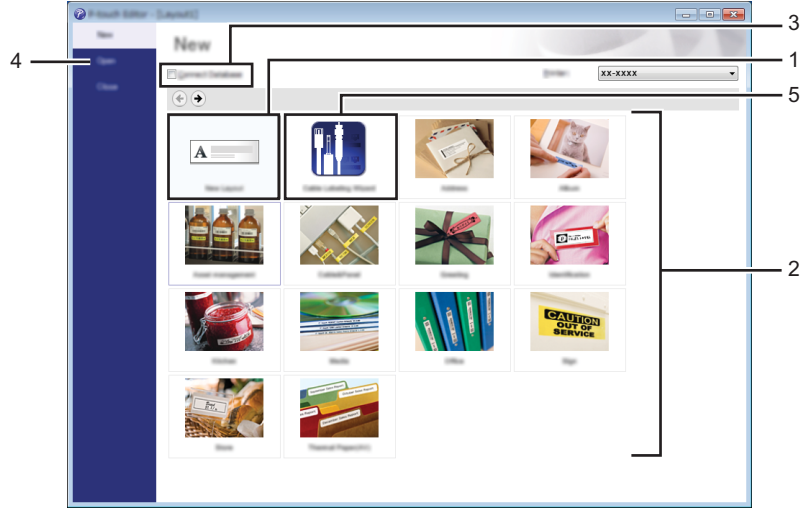 P-touch Editor - [Layout1]
3
New
New
4
Open
Connect Database
1
Printer:
XX-XXXX
Close
5
A
New Layout
Cable Labeling Wizard
Address
Album
2
Asset management
Cable&Panel
Greeting
Identification
CAUTION
OUT OF
SERVICE
Kitchen
Media
Office
Sign
Store
Thermal Paper(XY)